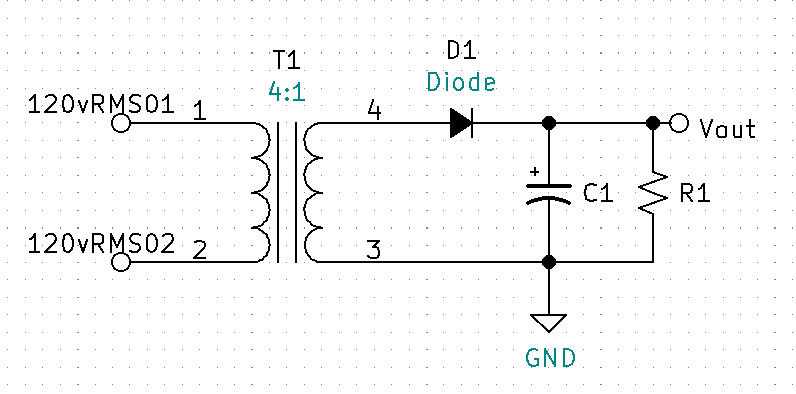 T1
4:1
D1
Diode
120vRMS01
1
4
Vout
+
C1
R1
120vRMS02
2
3
GND